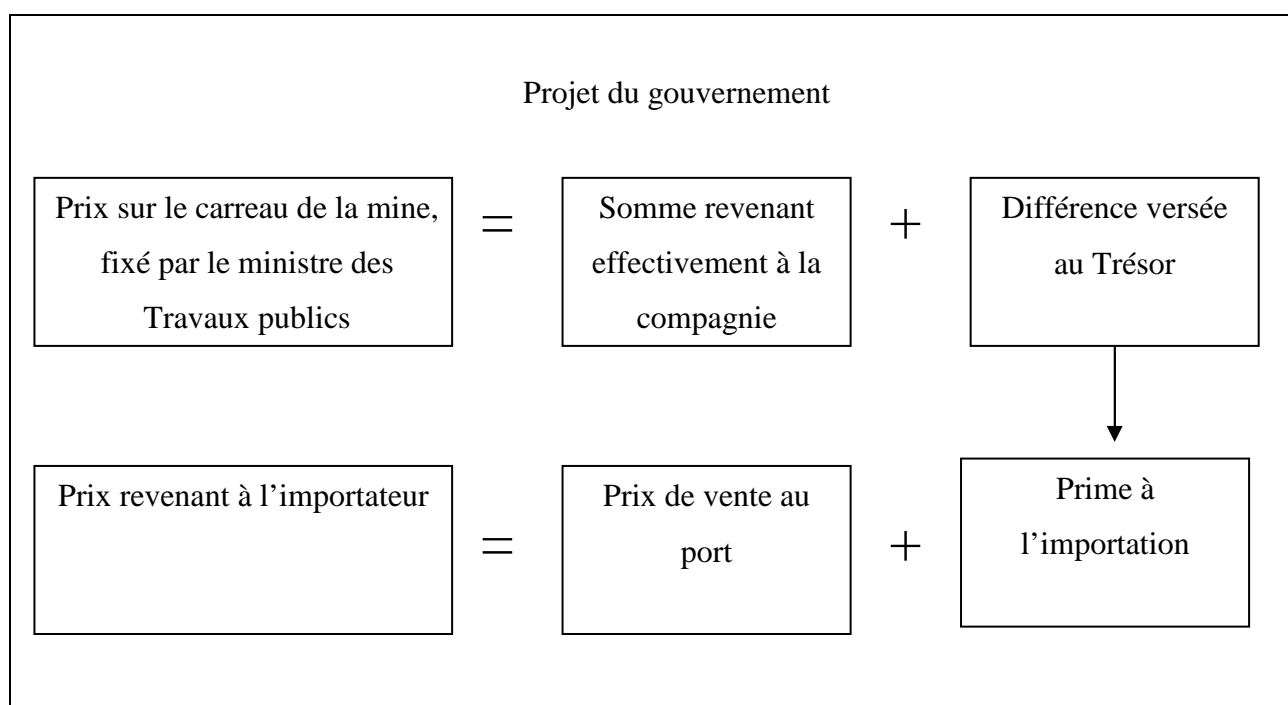 Projet du gouvernement
Prix sur le carreau de la mine,
fixé par le ministre des
Travaux publics
=
Somme revenant
effectivement à la
compagnie
+
Différence versée
au Trésor
Prix revenant à l’importateur
=
Prix de vente au
port
+
Prime à
l’importation